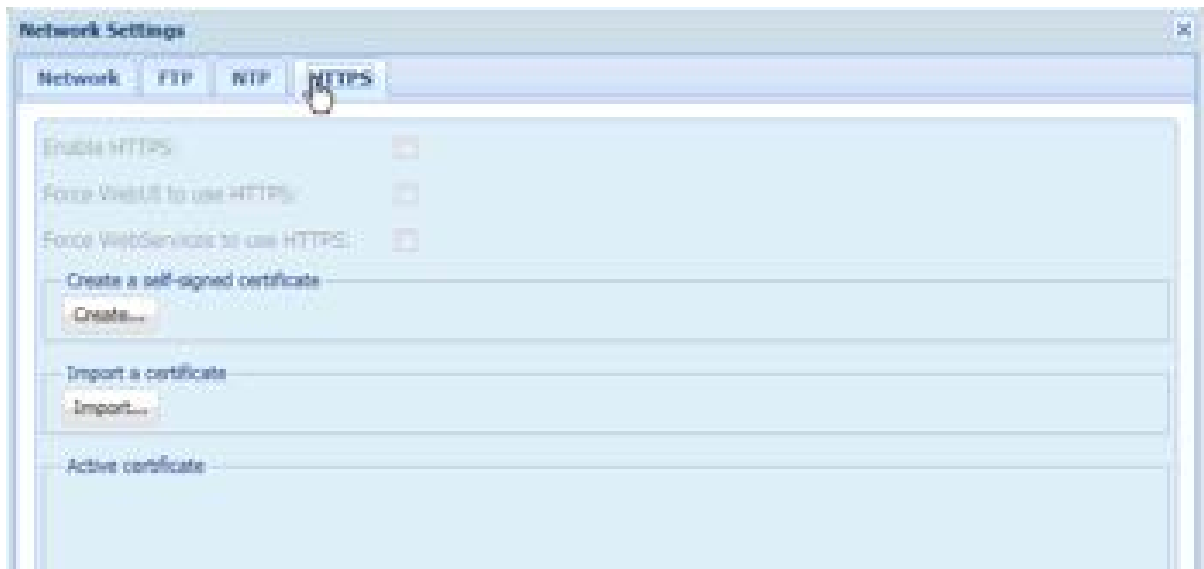 Network Settings
Network FTP NTP HTTPS
Enable HTTPS:
Force WebUI to use HTTPS:
Force WebServices to use HTTPS:
Create a self-signed certificate
Create...
Import a certificate
Import...
Active certificate